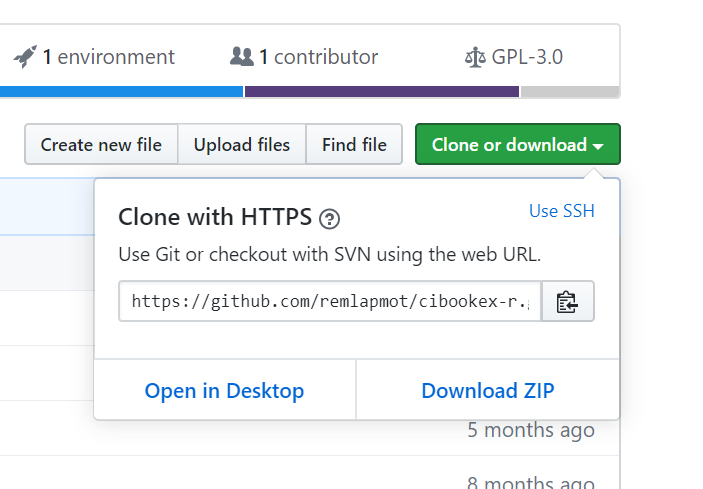 1 environment 1 contributor GPL-3.0
Create new file Upload files Find file Clone or download
Clone with HTTPS ? Use SSH
Use Git or checkout with SVN using the web URL.
https://github.com/remlapmot/cibookex-r.
Open in Desktop Download ZIP
5 months ago
8 months ago